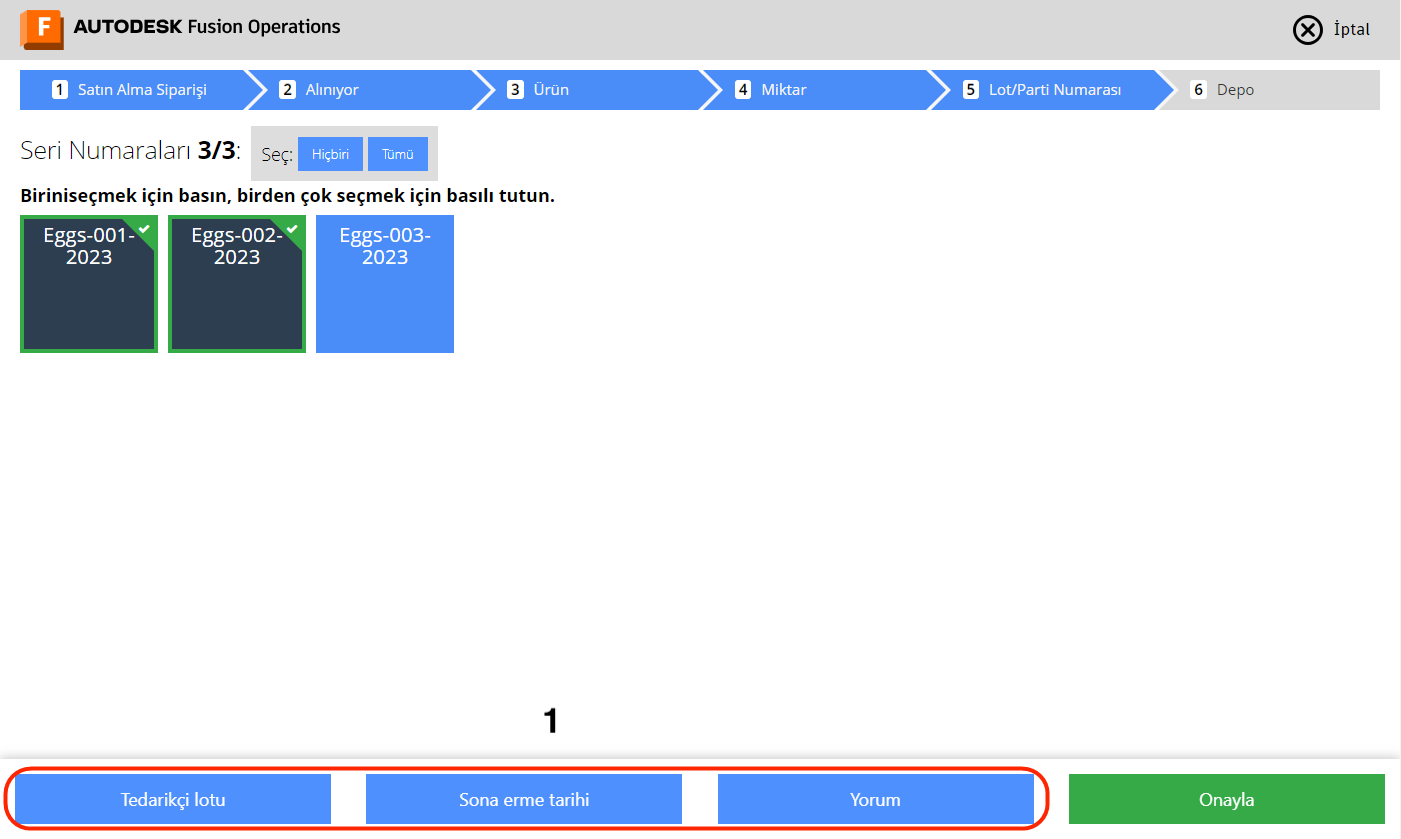 F AUTODESK Fusion Operations
İptal
1 Satın Alma Siparişi 2 Alınıyor 3 Ürün 4 Miktar 5 Lot/Parti Numarası 6 Depo
Seri Numaraları 3/3: Seç: Hiçbiri Tümü
Biriniseçmek için basın, birden çok seçmek için basılı tutun.
Eggs-001-
2023
Eggs-002-
2023
Eggs-003-
2023
1
Tedarikçi lotu Sona erme tarihi Yorum Onayla